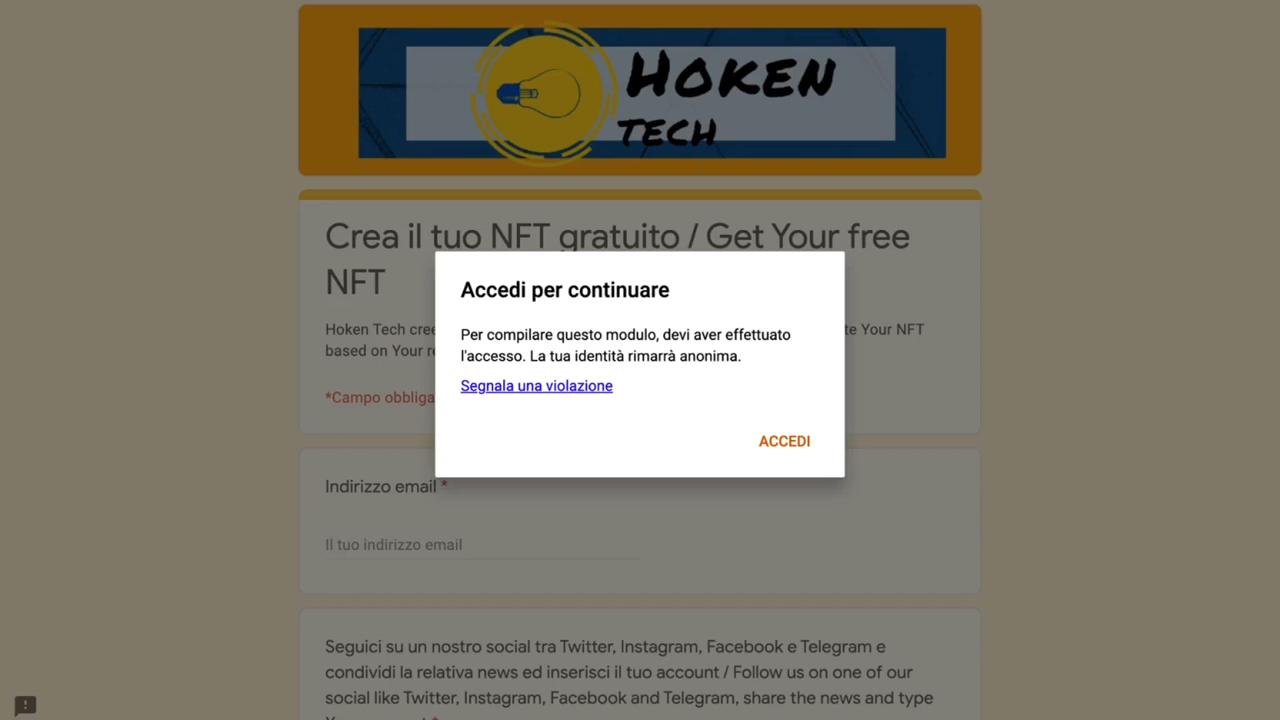 HOKEN
TECH
Crea il tuo NFT gratuito / Get Your free
NFT
Accedi per continuare
Hoken Tech cree
te Your NFT
based on Your re
Per compilare questo modulo, devi aver effettuato
l'accesso. La tua identità rimarrà anonima.
Segnala una violazione
*Campo obbliga
ACCEDI
Indirizzo email *
Il tuo indirizzo email
Seguici su un nostro social tra Twitter, Instagram, Facebook e Telegram e
condividi la relativa news ed inserisci il tuo account / Follow us on one of our
social like Twitter, Instagram, Facebook and Telegram, share the news and type